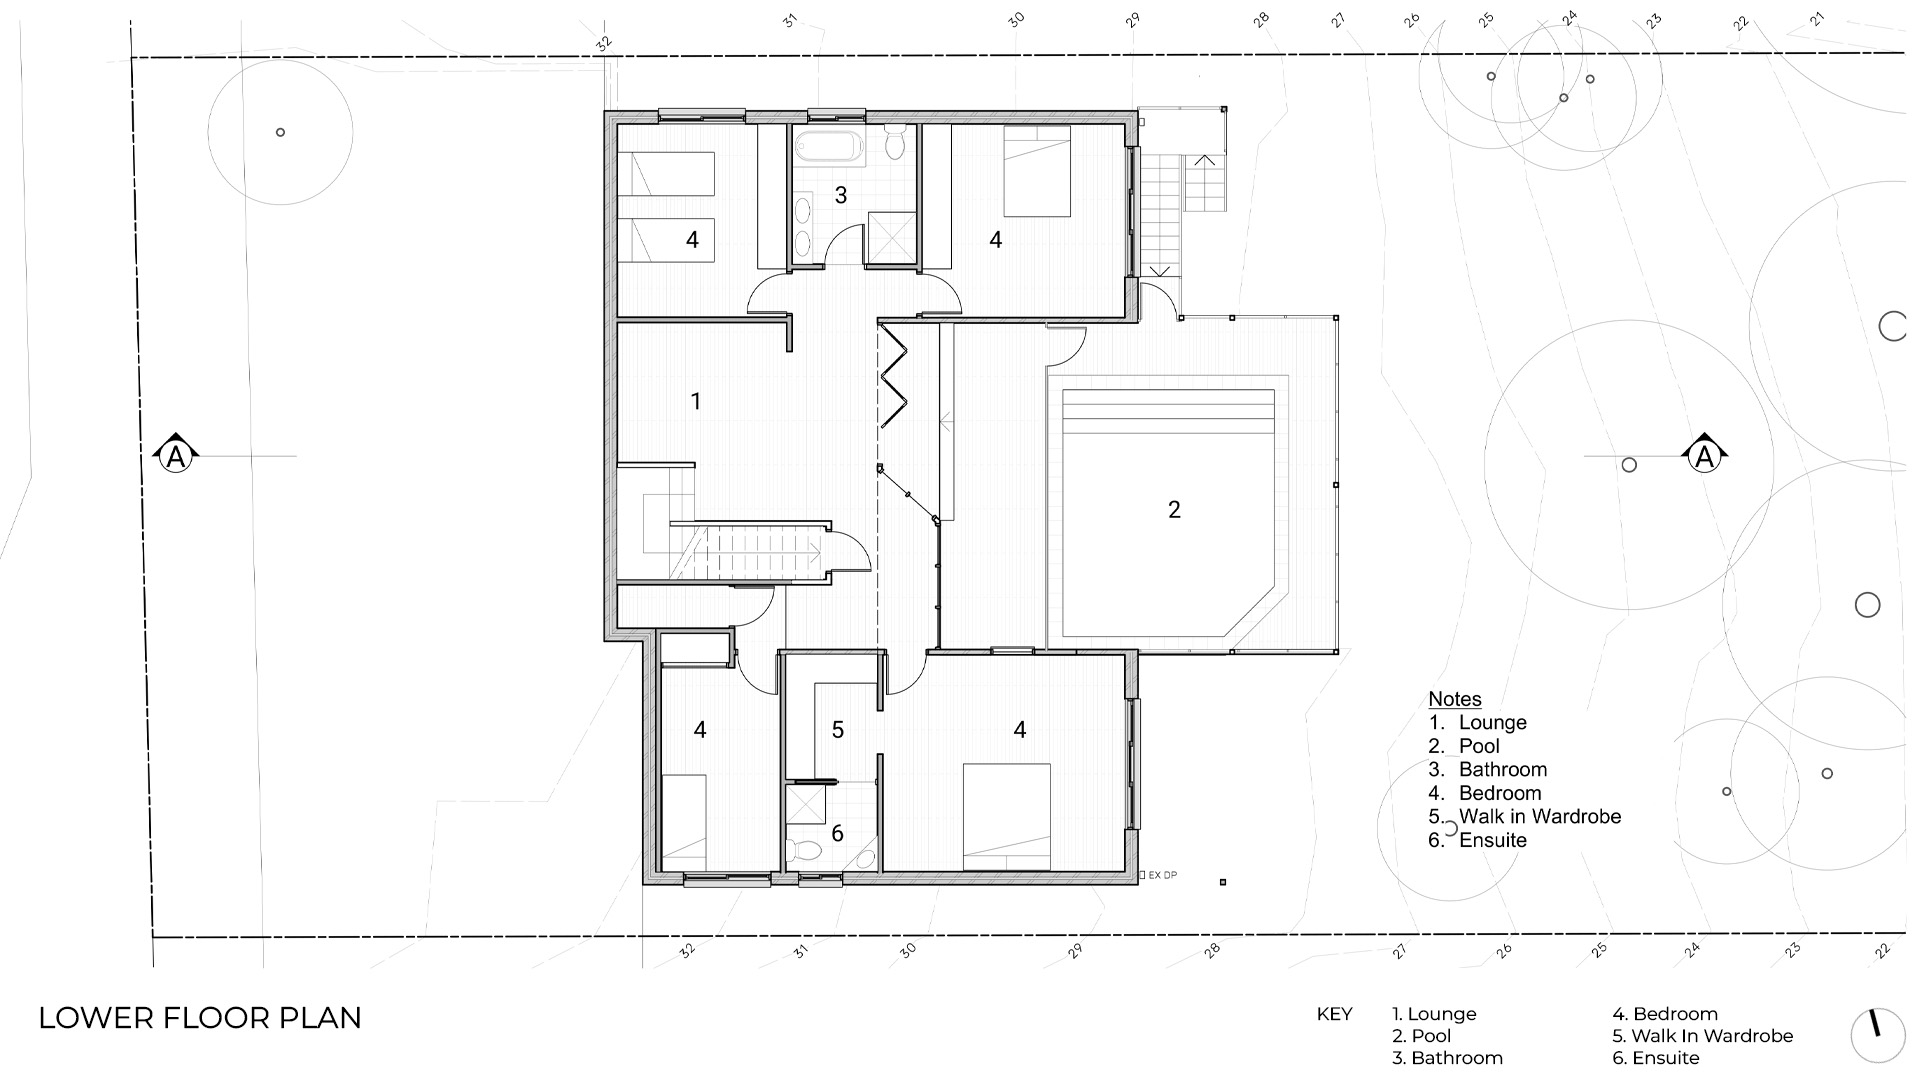 31 30 29 28 27 26 25 24 23 22 21
32
3
4 4
1
A A
2
Notes
1. Lounge
2. Pool
3. Bathroom
4. Bedroom
5. Walk in Wardrobe
6. Ensuite
4 5 4
6
EX DP
32 31 30 29 28 27 26 25 24 23 22
LOWER FLOOR PLAN
KEY
1. Lounge
2. Pool
3. Bathroom
4. Bedroom
5. Walk In Wardrobe
6. Ensuite